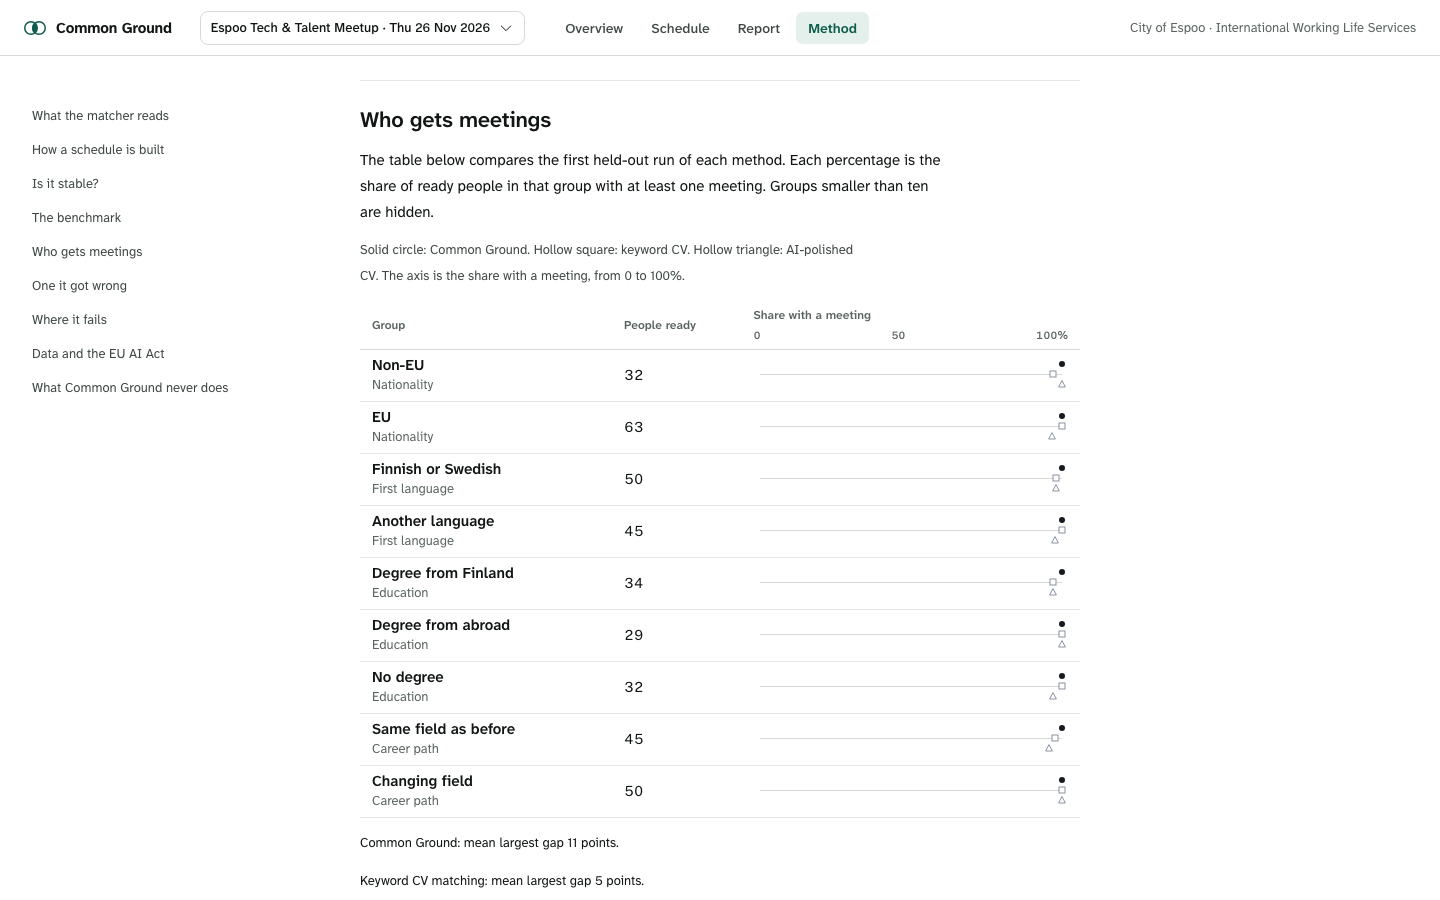 Common Ground
Espoo Tech & Talent Meetup · Thu 26 Nov 2026
Overview
Schedule
Report
Method
City of Espoo · International Working Life Services
What the matcher reads
How a schedule is built
Is it stable?
The benchmark
Who gets meetings
One it got wrong
Where it fails
Data and the EU AI Act
What Common Ground never does
Who gets meetings
The table below compares the first held-out run of each method. Each percentage is the
share of ready people in that group with at least one meeting. Groups smaller than ten
are hidden.
Solid circle: Common Ground. Hollow square: keyword CV. Hollow triangle: AI-polished
CV. The axis is the share with a meeting, from 0 to 100%.
Group
People ready
Share with a meeting
0 50 100%
Non-EU
Nationality
32
EU
Nationality
63
Finnish or Swedish
First language
50
Another language
First language
45
Degree from Finland
Education
34
Degree from abroad
Education
29
No degree
Education
32
Same field as before
Career path
45
Changing field
Career path
50
Common Ground: mean largest gap 11 points.
Keyword CV matching: mean largest gap 5 points.